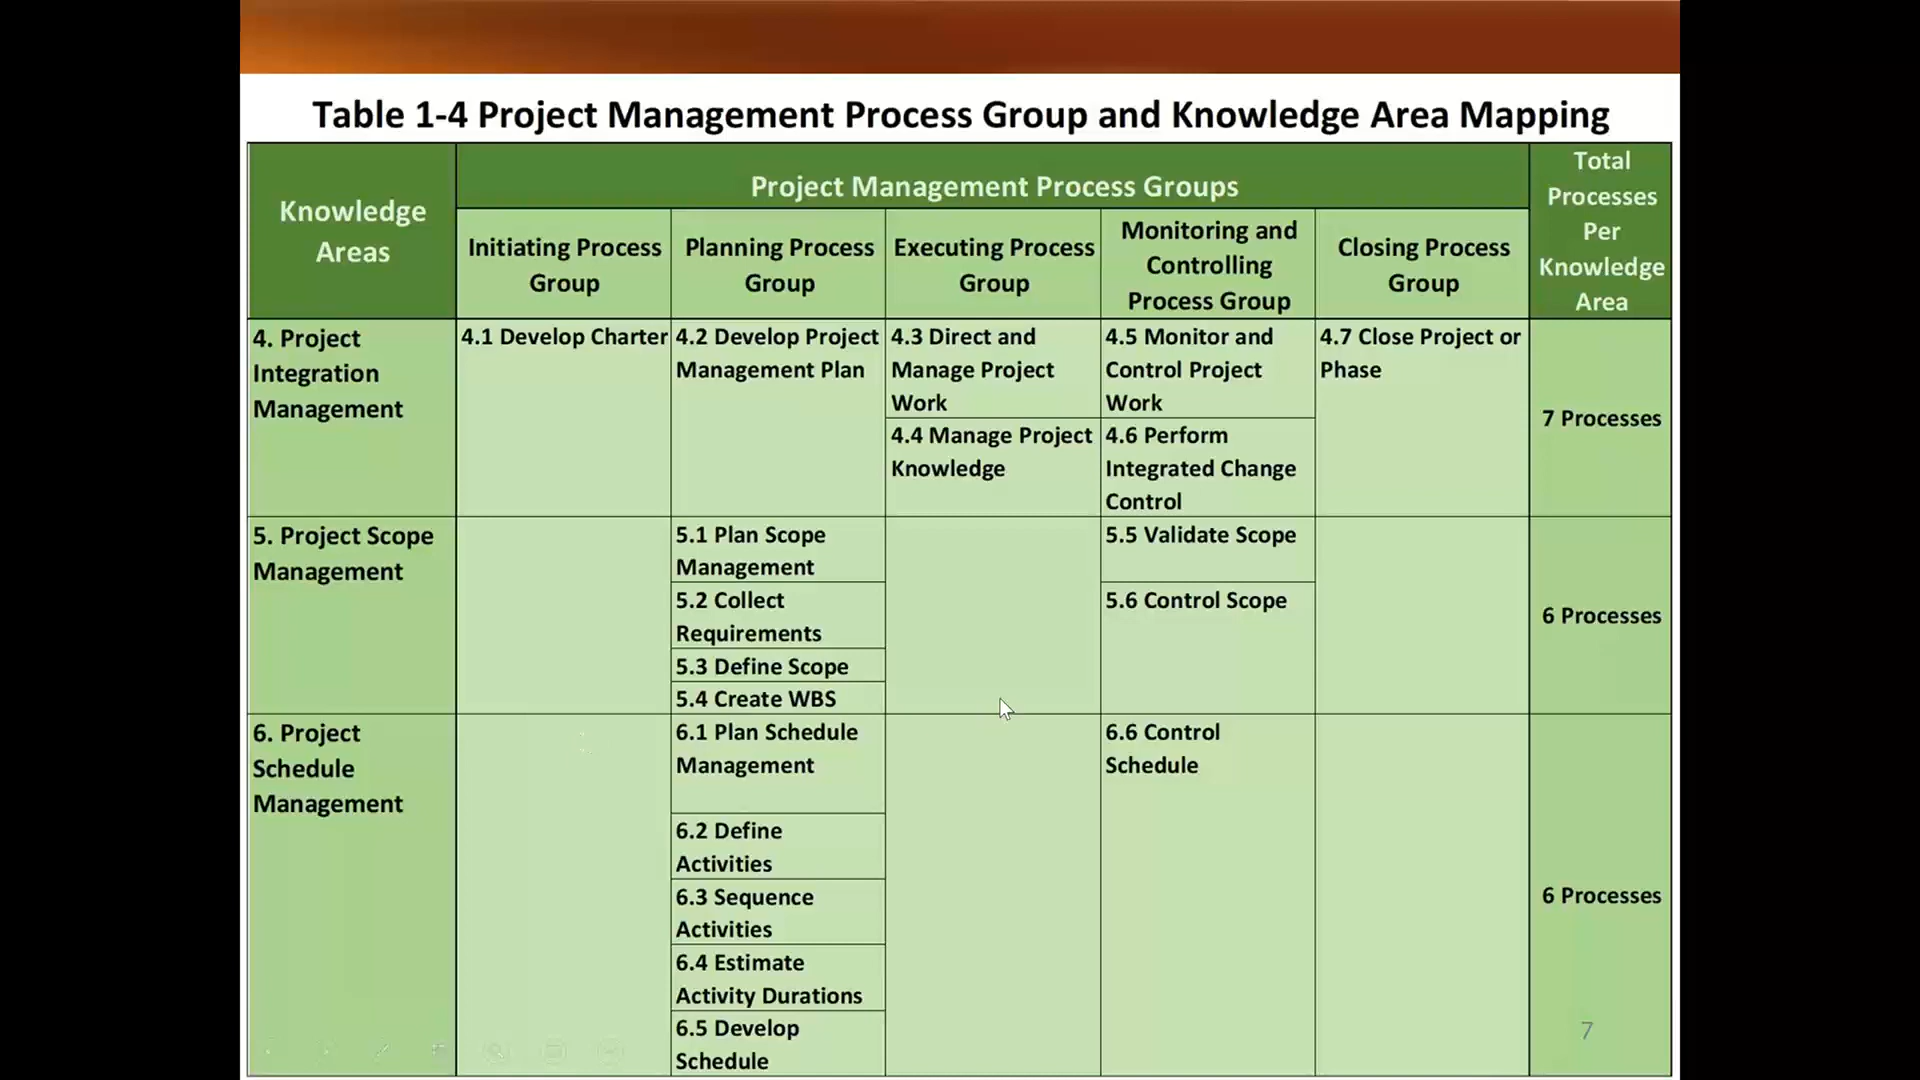 Table 1-4 Project Management Process Group and Knowledge Area Mapping
Knowledge
Areas
Project Management Process Groups
Total
Processes
Per
Knowledge
Area
Initiating Process
Group
Planning Process
Group
Executing Process
Group
Monitoring and
Controlling
Process Group
Closing Process
Group
4. Project
Integration
Management
4.1 Develop Charter
4.2 Develop Project
Management Plan
4.3 Direct and
Manage Project
Work
4.4 Manage Project
Knowledge
4.5 Monitor and
Control Project
Work
4.6 Perform
Integrated Change
Control
4.7 Close Project or
Phase
7 Processes
5. Project Scope
Management
5.1 Plan Scope
Management
5.2 Collect
Requirements
5.3 Define Scope
5.4 Create WBS
5.5 Validate Scope
5.6 Control Scope
6 Processes
6. Project
Schedule
Management
6.1 Plan Schedule
Management
6.2 Define
Activities
6.3 Sequence
Activities
6.4 Estimate
Activity Durations
6.5 Develop
Schedule
6.6 Control
Schedule
6 Processes
7